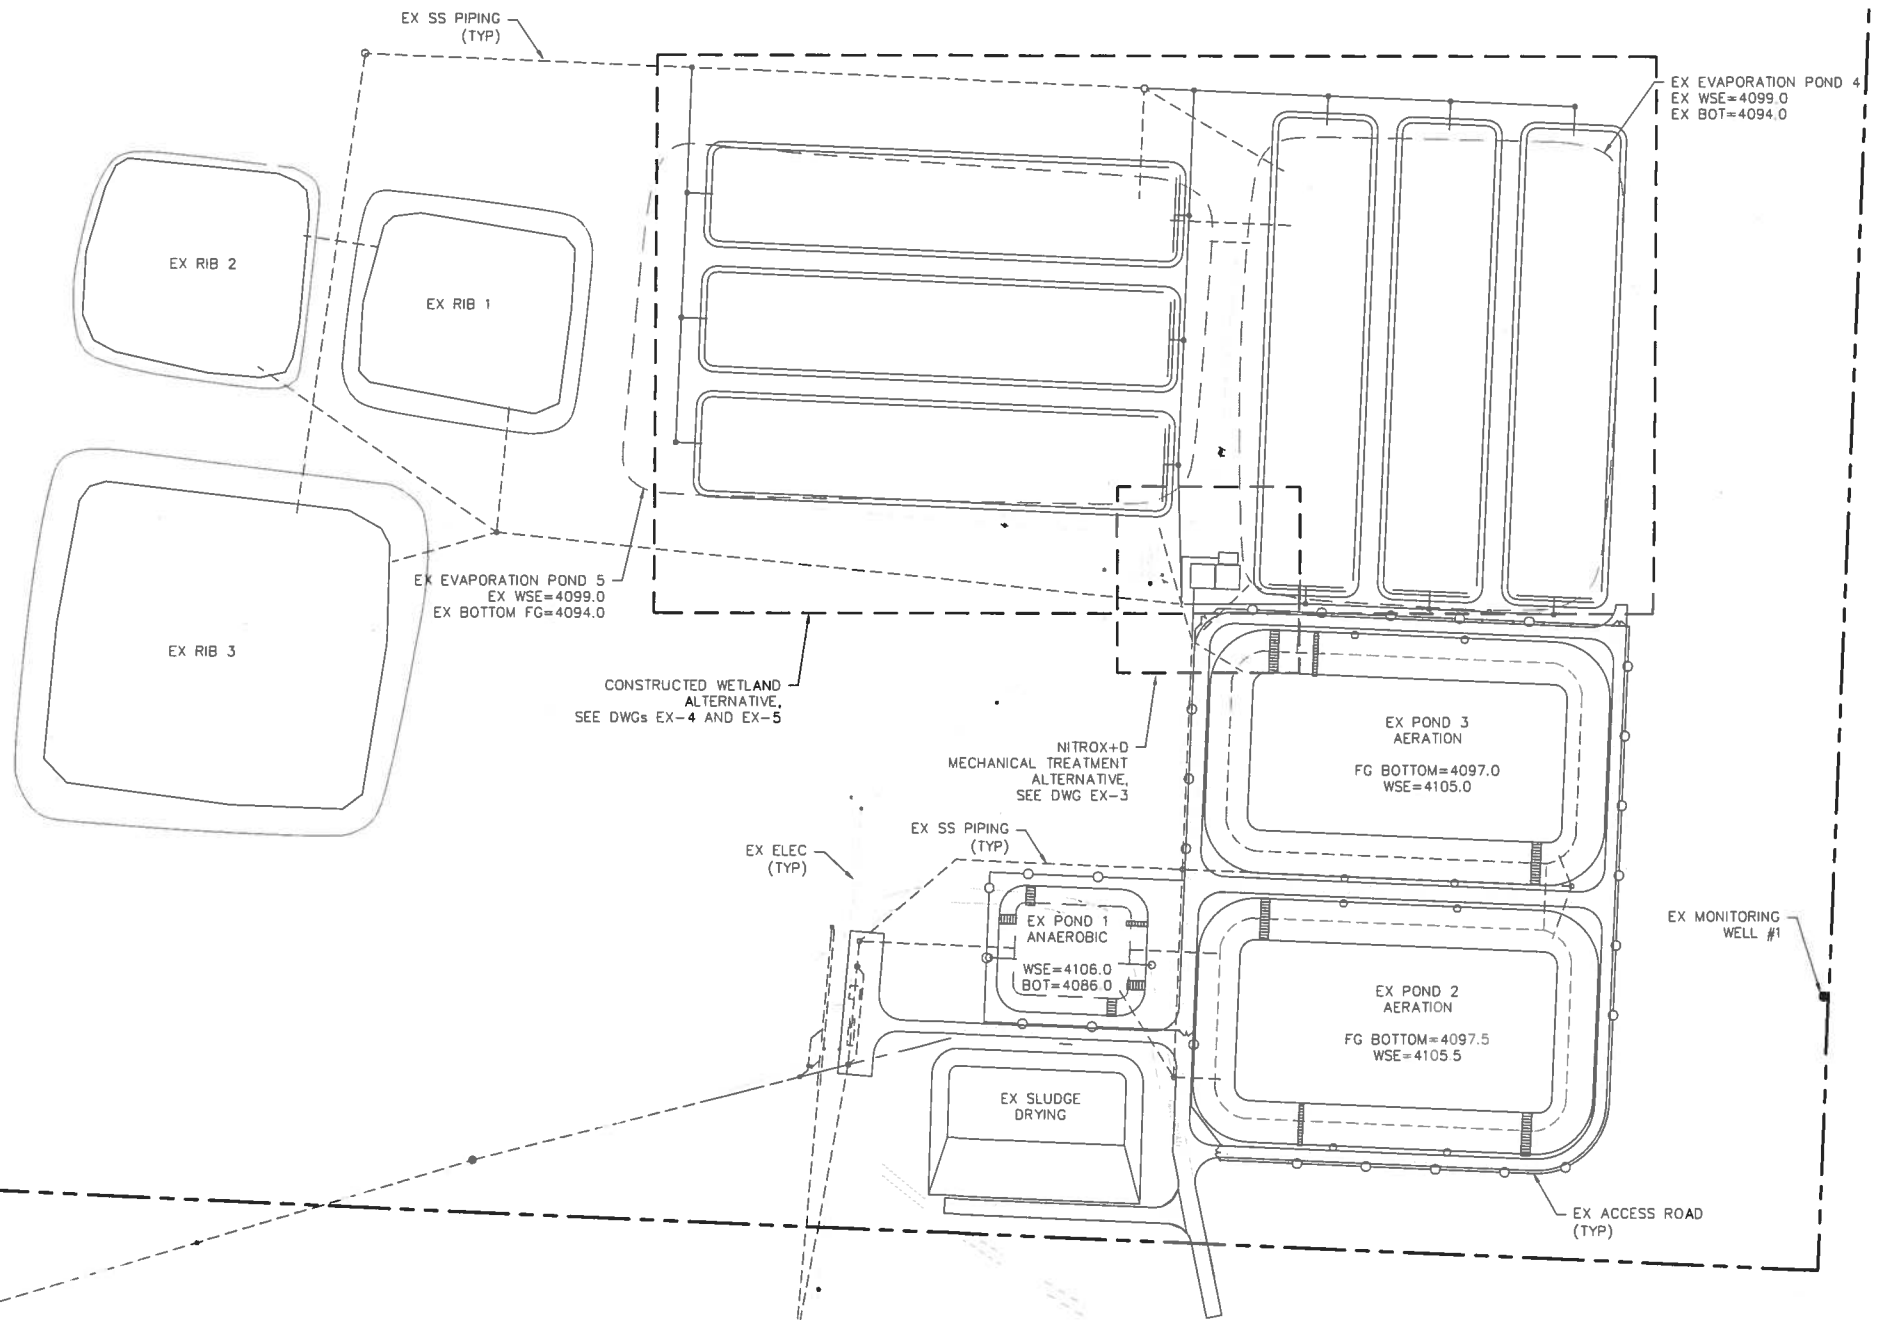 EX SS PIPING
(TYP)
EX EVAPORATION POND 4
EX WSE=4099.0
EX BOT=4094.0
EX RIB 2
EX RIB 1
EX EVAPORATION POND 5
EX WSE=4099.0
EX BOTTOM FG=4094.0
EX RIB 3
CONSTRUCTED WETLAND
ALTERNATIVE,
SEE DWGs EX-4 AND EX-5
NITROX+D
MECHANICAL TREATMENT
ALTERNATIVE,
SEE DWG EX-3
EX POND 3
AERATION
FG BOTTOM=4097.0
WSE=4105.0
EX SS PIPING
(TYP)
EX ELEC
(TYP)
EX POND 1
ANAEROBIC
WSE=4106.0
BOT=4086.0
EX MONITORING
WELL #1
EX POND 2
AERATION
FG BOTTOM=4097.5
WSE=4105.5
EX SLUDGE
DRYING
EX ACCESS ROAD
(TYP)